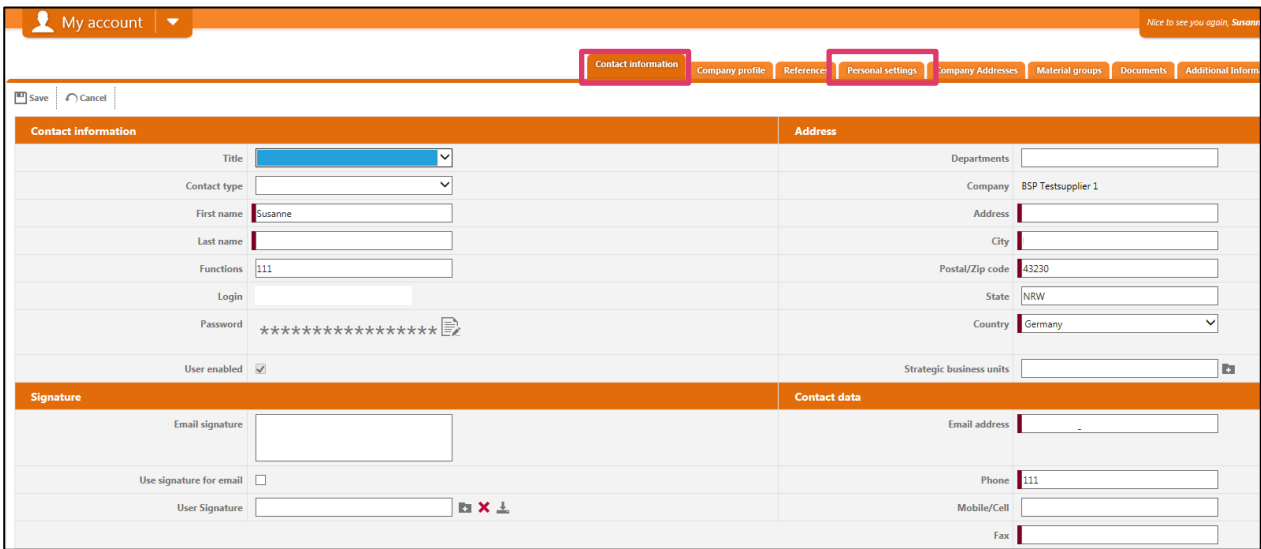 My account
Nice to see you again, Susann
Contact information
Company profile
References
Personal settings
Company Addresses
Material groups
Documents
Additional Inform
Save
Cancel
Contact information
Address
Title
Departments
Contact type
Company BSP Testsupplier 1
First name Susanne
Address
Last name
City
Functions 111
Postal/Zip code 43230
Login
State NRW
Password *****************
Country Germany
User enabled
Strategic business units
Signature
Contact data
Email signature
Email address
Use signature for email
Phone 111
User Signature
Mobile/Cell
Fax